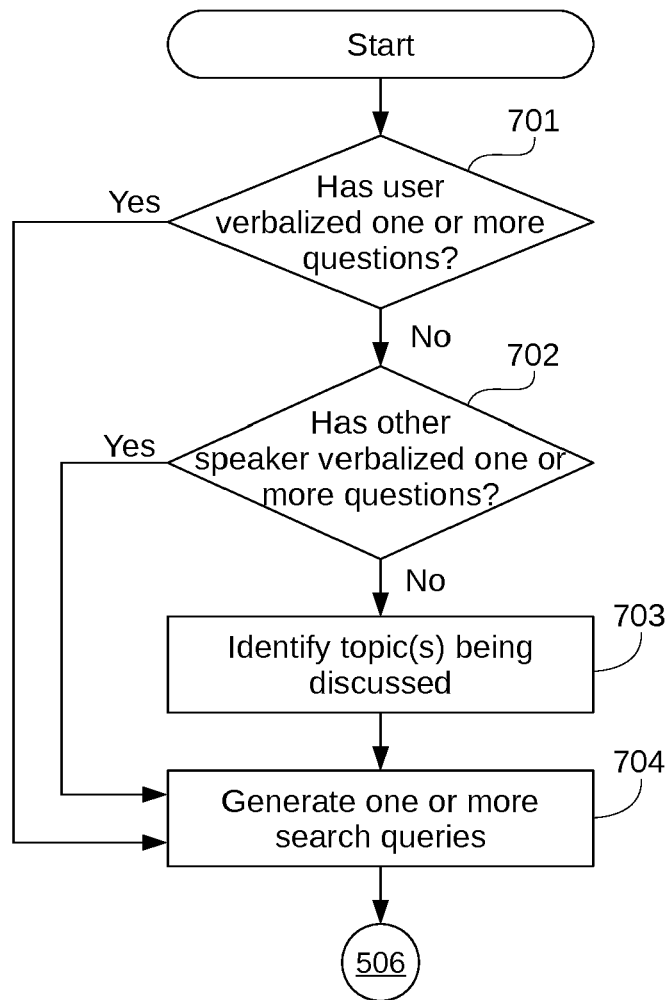 Start
701
Has user
verbalized one or more
questions?
Yes
No
702
Has other
speaker verbalized one or
more questions?
Yes
No
703
Identify topic(s) being
discussed
704
Generate one or more
search queries
506